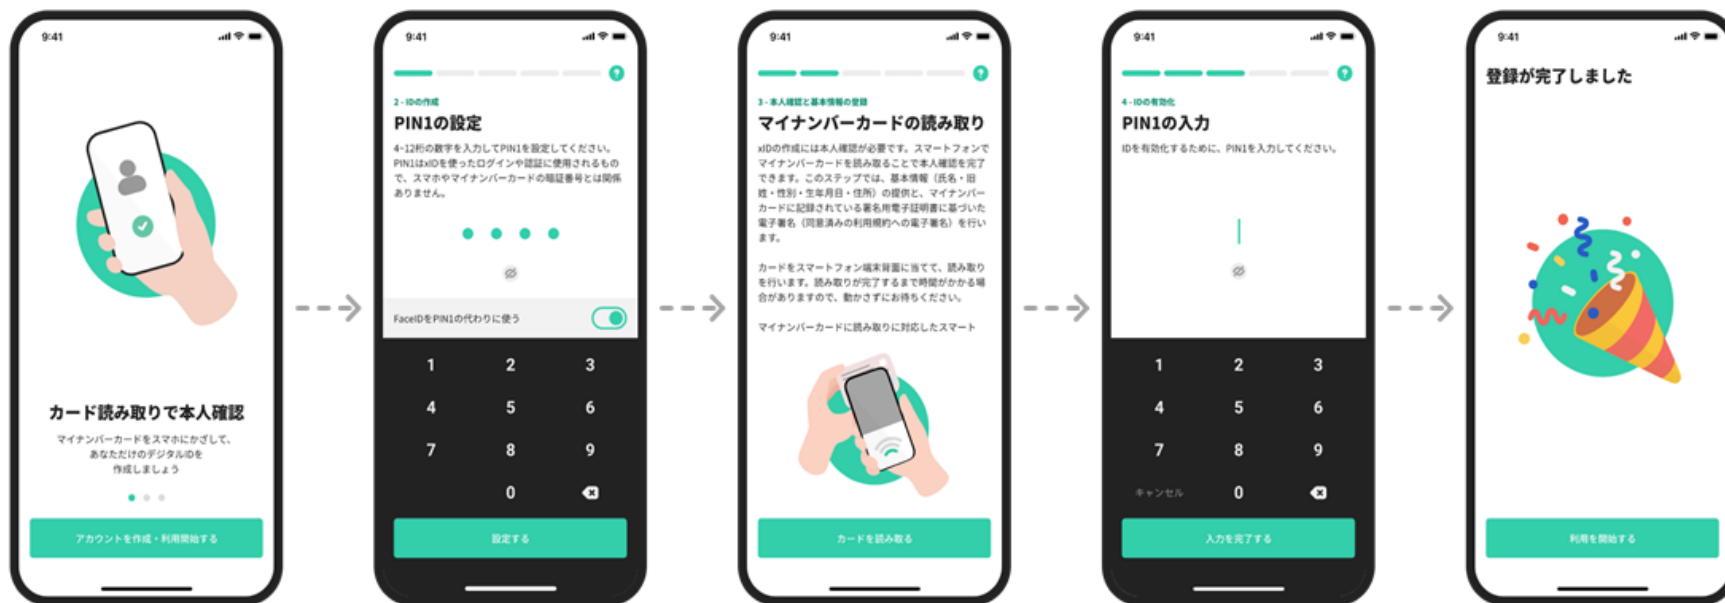 9:41
カード読み取りで本人確認
マイナンバーカードをスマホにかざして、
あなただけのデジタルIDを
作成しましょう
アカウントを作成・利用開始する
9:41
?
2 - IDの作成
PIN1の設定
4-12桁の数字を入力してPIN1を設定してください。
PIN1はxIDを使ったログインや認証に使用されるもの
で、スマホやマイナンバーカードの暗証番号とは関係
ありません。
FaceIDをPIN1の代わりに使う
1 2 3
4 5 6
7 8 9
0
設定する
9:41
?
3 - 本人確認と基本情報の登録
マイナンバーカードの読み取り
xIDの作成には本人確認が必要です。スマートフォンで
マイナンバーカードを読み取ることで本人確認を完了
できます。このステップでは、基本情報（氏名・旧
姓・性別・生年月日・住所）の提供と、マイナンバー
カードに記録されている署名用電子証明書に基づいた
電子署名（同意済みの利用規約への電子署名）を行い
ます。
カードをスマートフォン端末背面に当てて、読み取り
を行います。読み取りが完了するまで時間がかかる場
合がありますので、動かさずにお待ちください。
マイナンバーカードに読み取りに対応したスマート
カードを読み取る
9:41
?
4 - IDの有効化
PIN1の入力
IDを有効化するために、PIN1を入力してください。
1 2 3
4 5 6
7 8 9
キャンセル 0
入力を完了する
9:41
登録が完了しました
利用を開始する